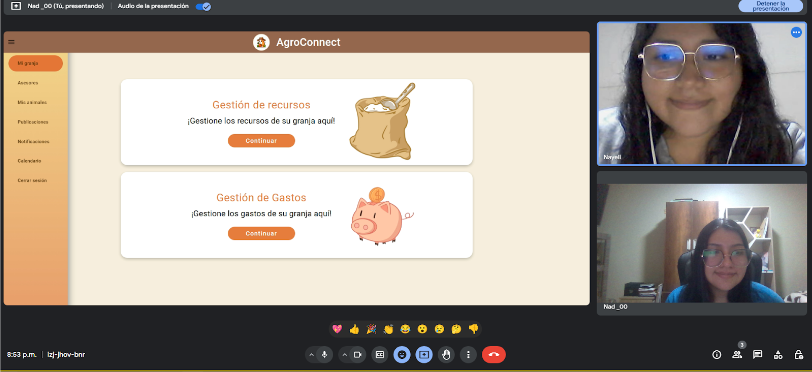 Nad _00 (Tú, presentando)
Audio de la presentación
Detener la presentación
AgroConnect
Mi granja
Asesores
Mis animales
Publicaciones
Notificaciones
Calendario
Cerrar sesión
Gestión de recursos
¡Gestione los recursos de su granja aquí!
Continuar
Gestión de Gastos
¡Gestione los gastos de su granja aquí!
Continuar
Nayeli
Nad _00
8:53 p.m.
lzj-jhov-bnr
3